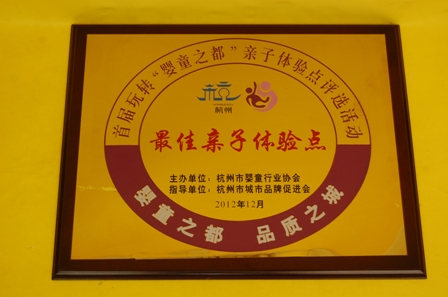 首届玩转“婴童之都”亲子体验点评选活动
杭州
最佳亲子体验点
主办单位：杭州市婴童行业协会
指导单位：杭州市城市品牌促进会
2012年12月
婴童之都 品质之城